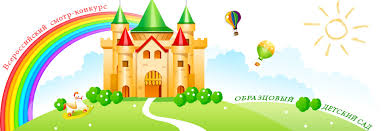 Всероссийский смотр-конкурс
ОБРАЗЦОВЫЙ ДЕТСКИЙ САД